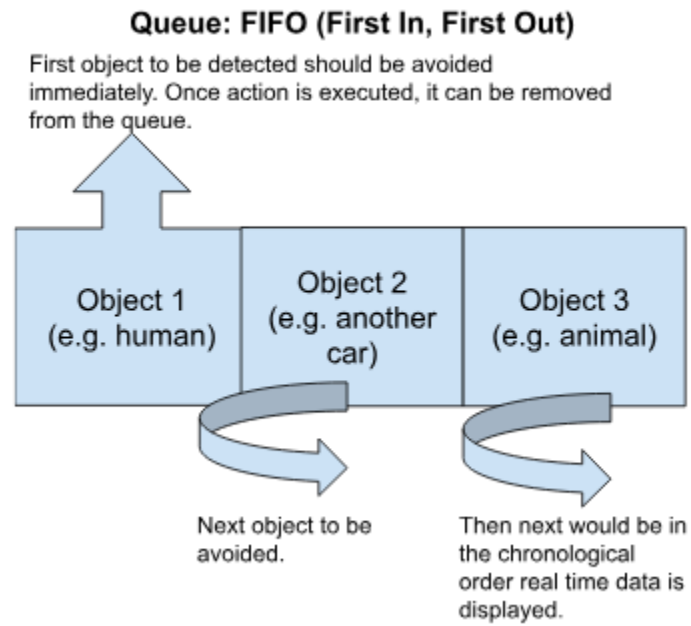 Queue: FIFO (First In, First Out)
First object to be detected should be avoided
immediately. Once action is executed, it can be removed
from the queue.
Object 1
(e.g. human)
Object 2
(e.g. another
car)
Object 3
(e.g. animal)
Next object to be
avoided.
Then next would be in
the chronological
order real time data is
displayed.